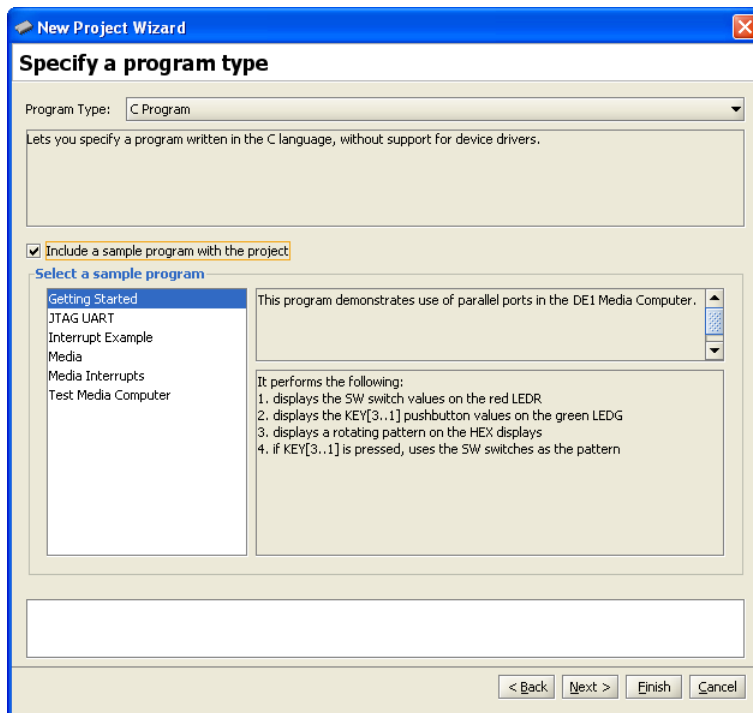 New Project Wizard
Specify a program type
Program Type: C Program
Lets you specify a program written in the C language, without support for device drivers.
Include a sample program with the project
Select a sample program
Getting Started
JTAG UART
Interrupt Example
Media
Media Interrupts
Test Media Computer
This program demonstrates use of parallel ports in the DE1 Media Computer.
It performs the following:
1. displays the SW switch values on the red LEDR
2. displays the KEY[3..1] pushbutton values on the green LEDG
3. displays a rotating pattern on the HEX displays
4. if KEY[3..1] is pressed, uses the SW switches as the pattern
< Back Next > Finish Cancel